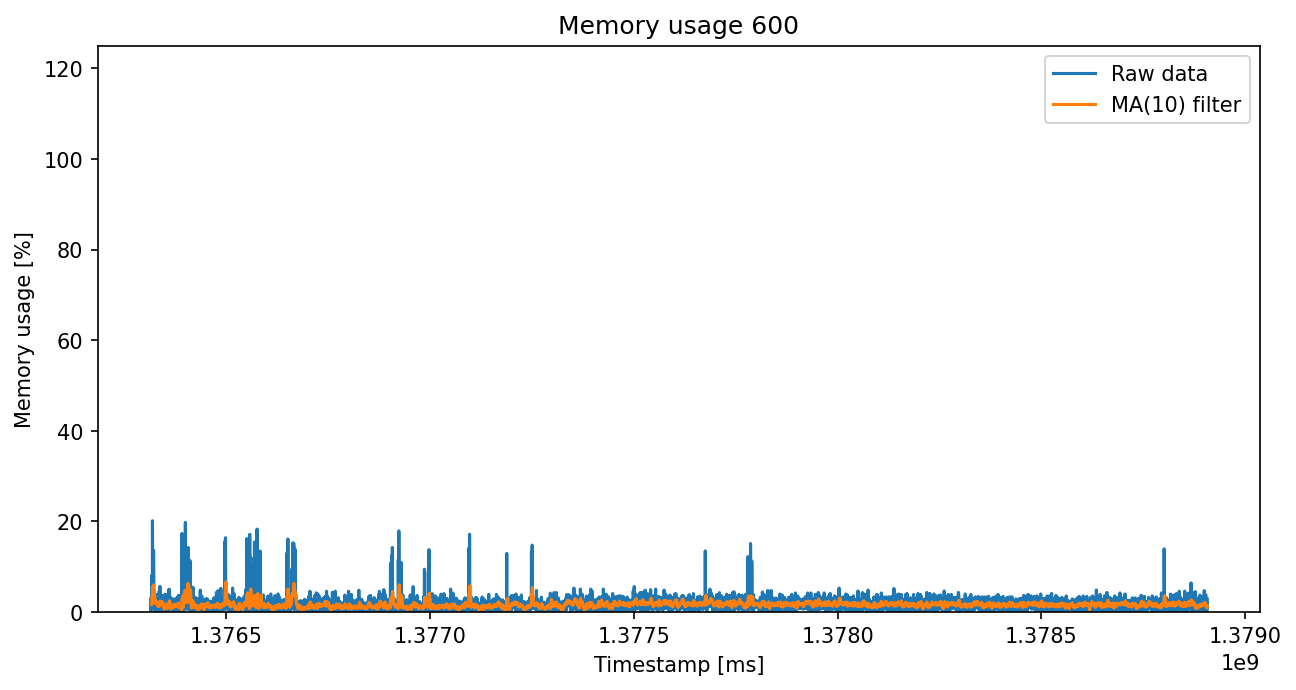 Memory usage 600
Raw data
MA(10) filter
Memory usage [%]
120
100
80
60
40
20
0
1.3765 1.3770 1.3775 1.3780 1.3785 1.3790
1e9
Timestamp [ms]